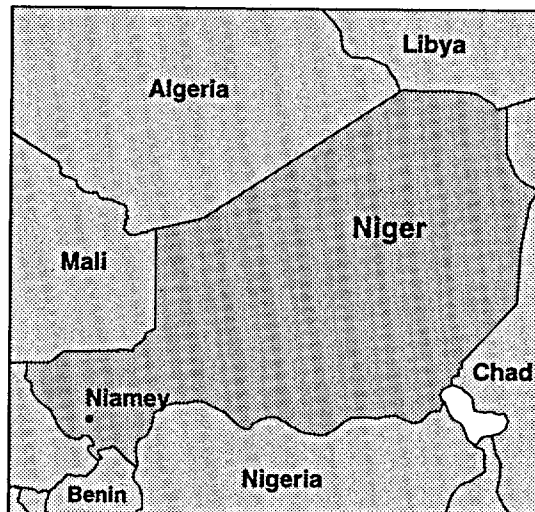 Libya
Algeria
Niger
Mali
Chad
Niamey
Nigeria
Benin